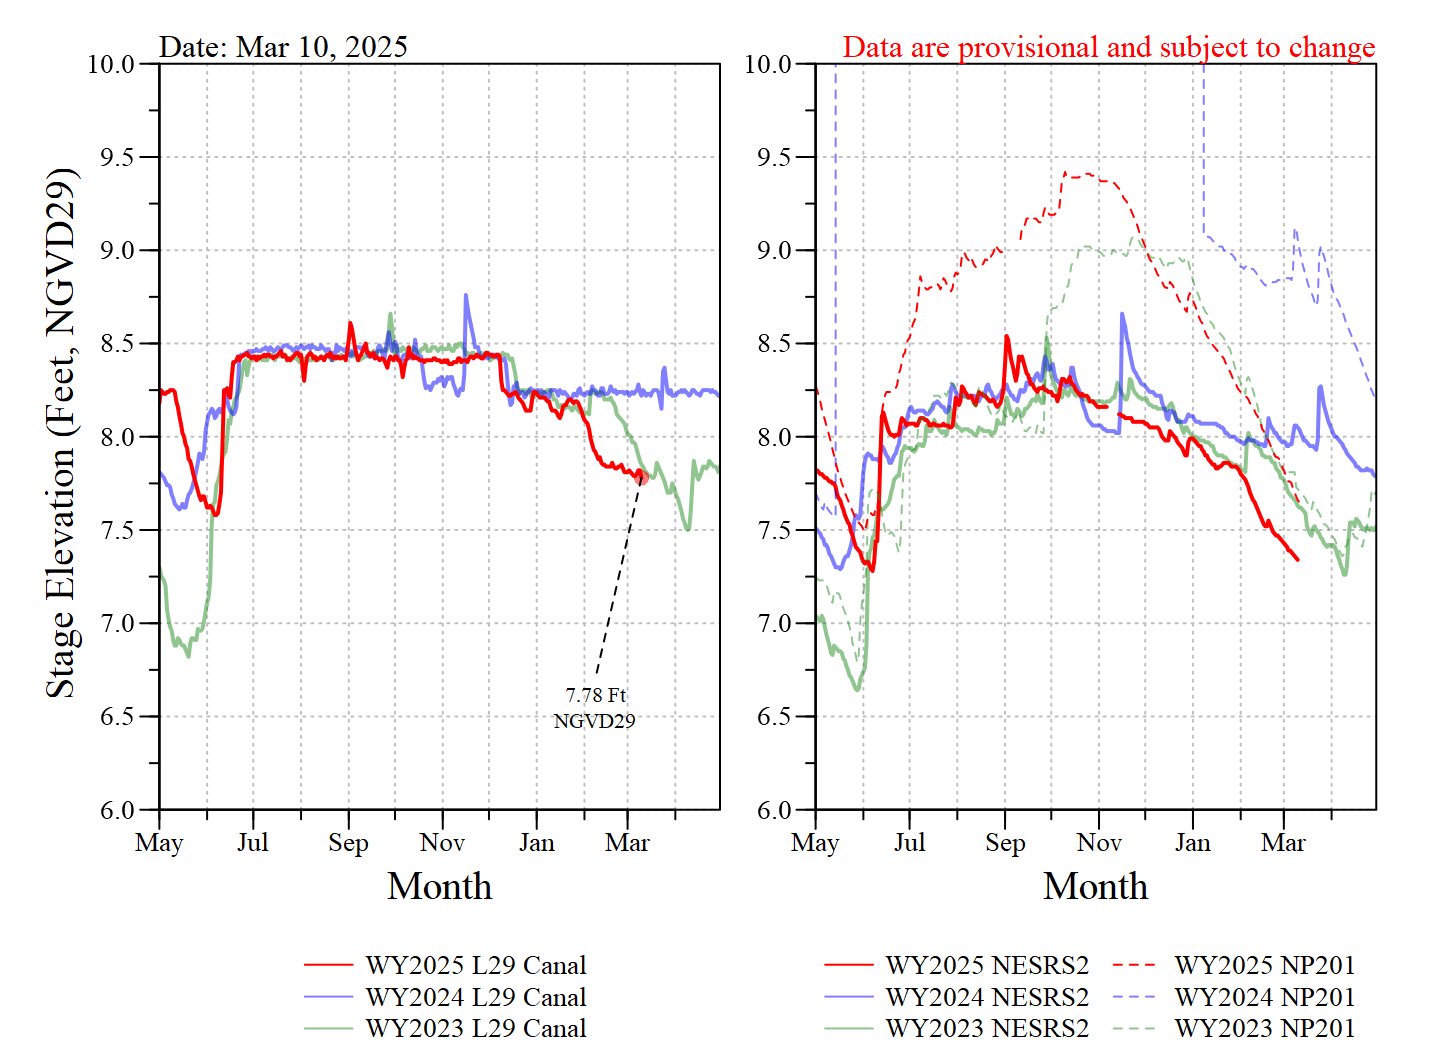 Date: Mar 10, 2025
Data are provisional and subject to change
Stage Elevation (Feet, NGVD29)
10.0
9.5
9.0
8.5
8.0
7.5
7.0
6.5
6.0
7.78 Ft
NGVD29
May Jul Sep Nov Jan Mar
Month
10.0
9.5
9.0
8.5
8.0
7.5
7.0
6.5
6.0
May Jul Sep Nov Jan Mar
Month
WY2025 L29 Canal
WY2024 L29 Canal
WY2023 L29 Canal
WY2025 NESRS2 WY2025 NP201
WY2024 NESRS2 WY2024 NP201
WY2023 NESRS2 WY2023 NP201